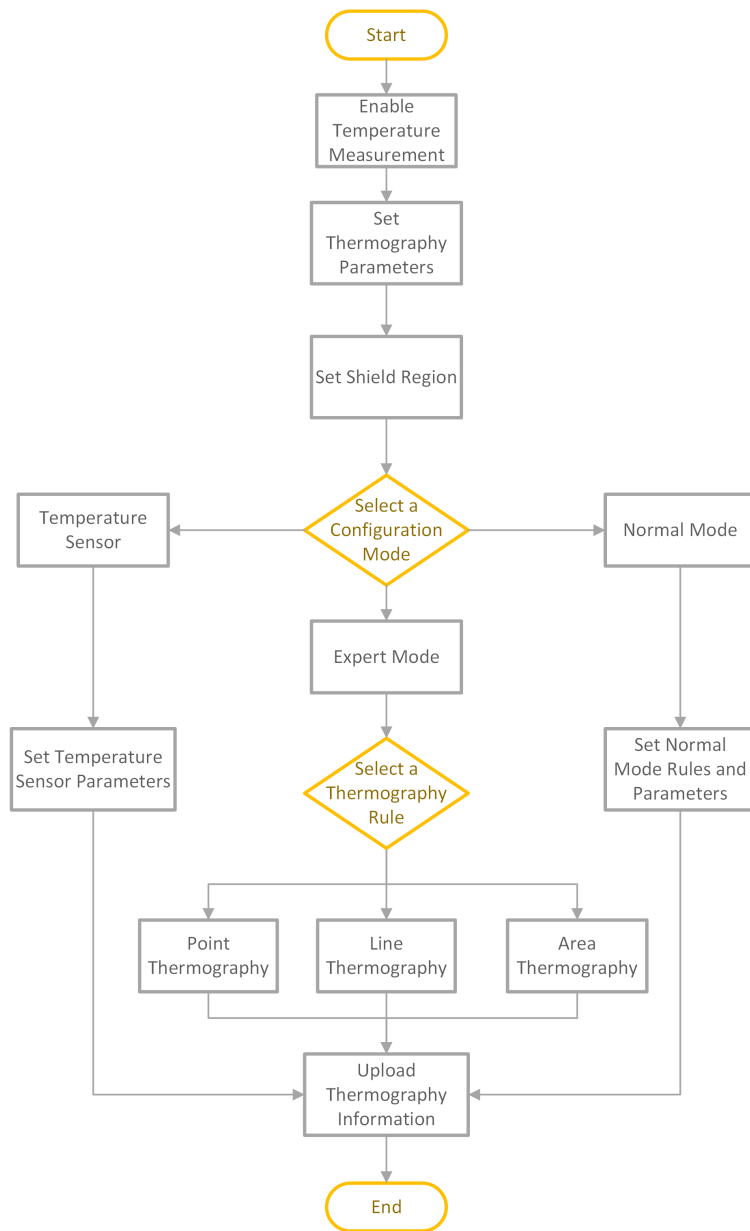 Start
Enable
Temperature
Measurement
Set
Thermography
Parameters
Set Shield Region
Select a
Configuration
Mode
Temperature
Sensor
Normal Mode
Expert Mode
Set Temperature
Sensor Parameters
Select a
Thermography
Rule
Set Normal
Mode Rules and
Parameters
Point
Thermography
Line
Thermography
Area
Thermography
Upload
Thermography
Information
End